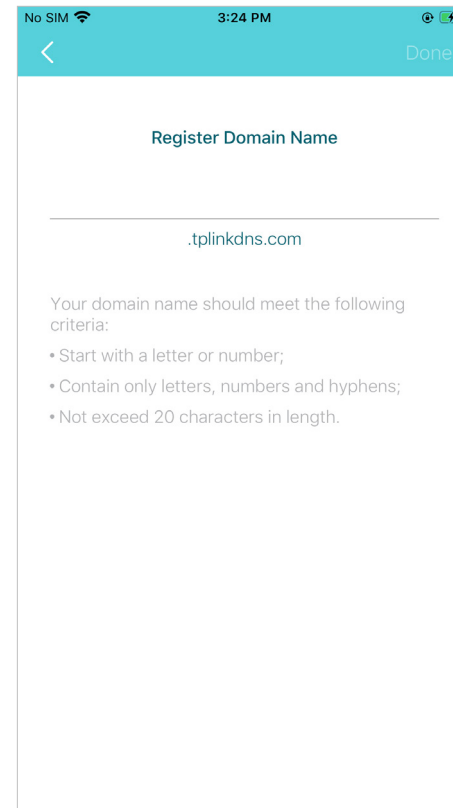 No SIM 3:24 PM
Done
Register Domain Name
.tplinkdns.com
Your domain name should meet the following
criteria:
• Start with a letter or number;
• Contain only letters, numbers and hyphens;
• Not exceed 20 characters in length.